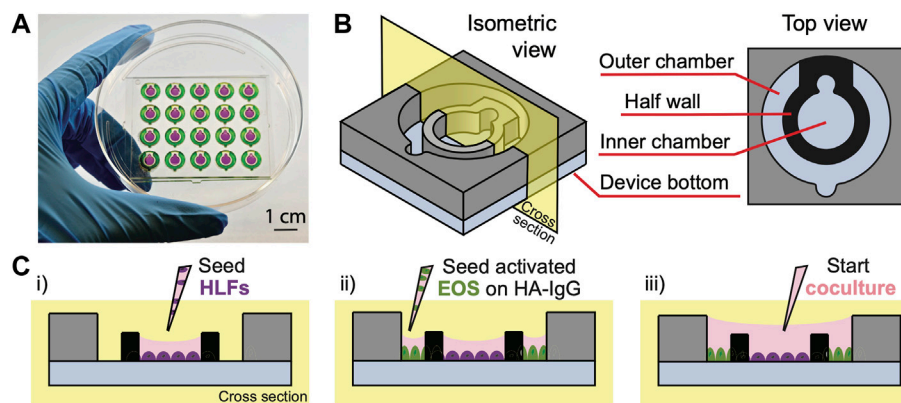 A
1 cm
B
Isometric
view
Cross
section
Top view
Outer chamber
Half wall
Inner chamber
Device bottom
C
i)
Seed
HLFs
Cross section
ii)
Seed activated
EOS on HA-IgG
iii)
Start
coculture